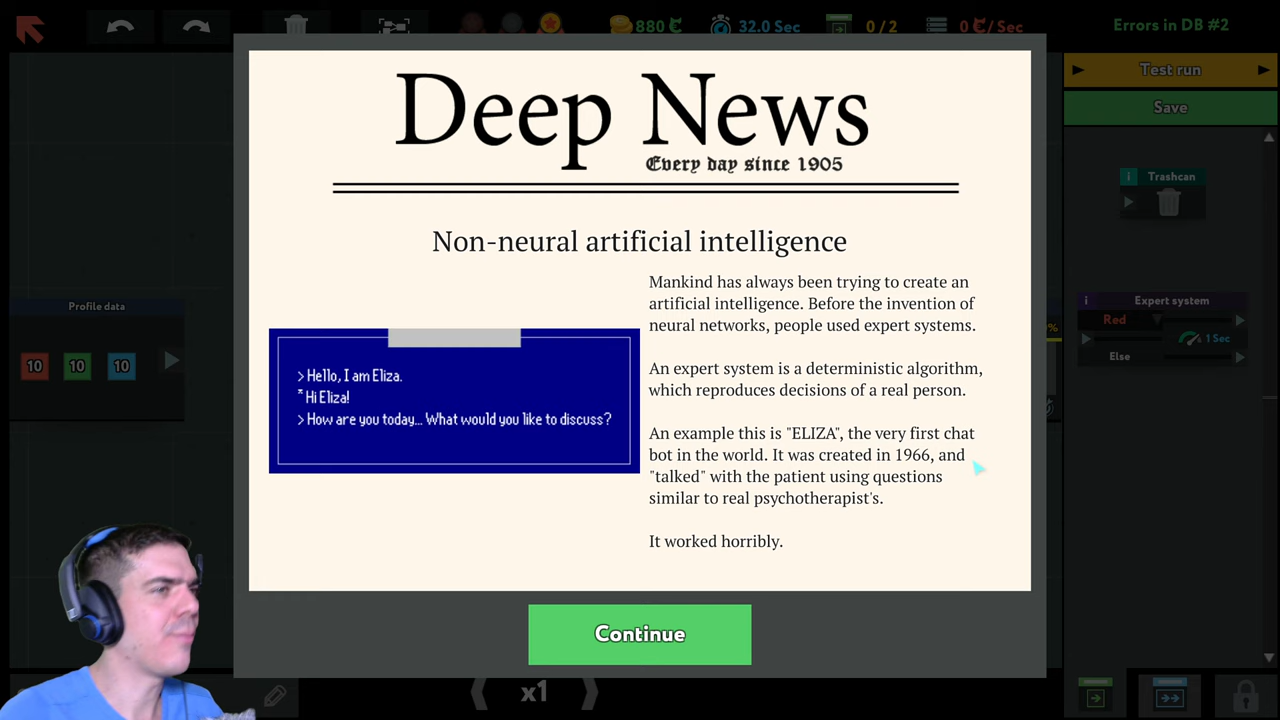 880 €
32.0 Sec
0 / 2
0 €/ Sec
Errors in DB #2
Test run
Save
Deep News
Every day since 1905
Non-neural artificial intelligence
Mankind has always been trying to create an
artificial intelligence. Before the invention of
neural networks, people used expert systems.
An expert system is a deterministic algorithm,
which reproduces decisions of a real person.
An example this is "ELIZA", the very first chat
bot in the world. It was created in 1966, and
"talked" with the patient using questions
similar to real psychotherapist's.
It worked horribly.
>Hello, I am Eliza.
* Hi Eliza!
>How are you today... What would you like to discuss?
Profile data
10 10 10
i Trashcan
i Expert system
Red
1 Sec
Else
Continue
x1